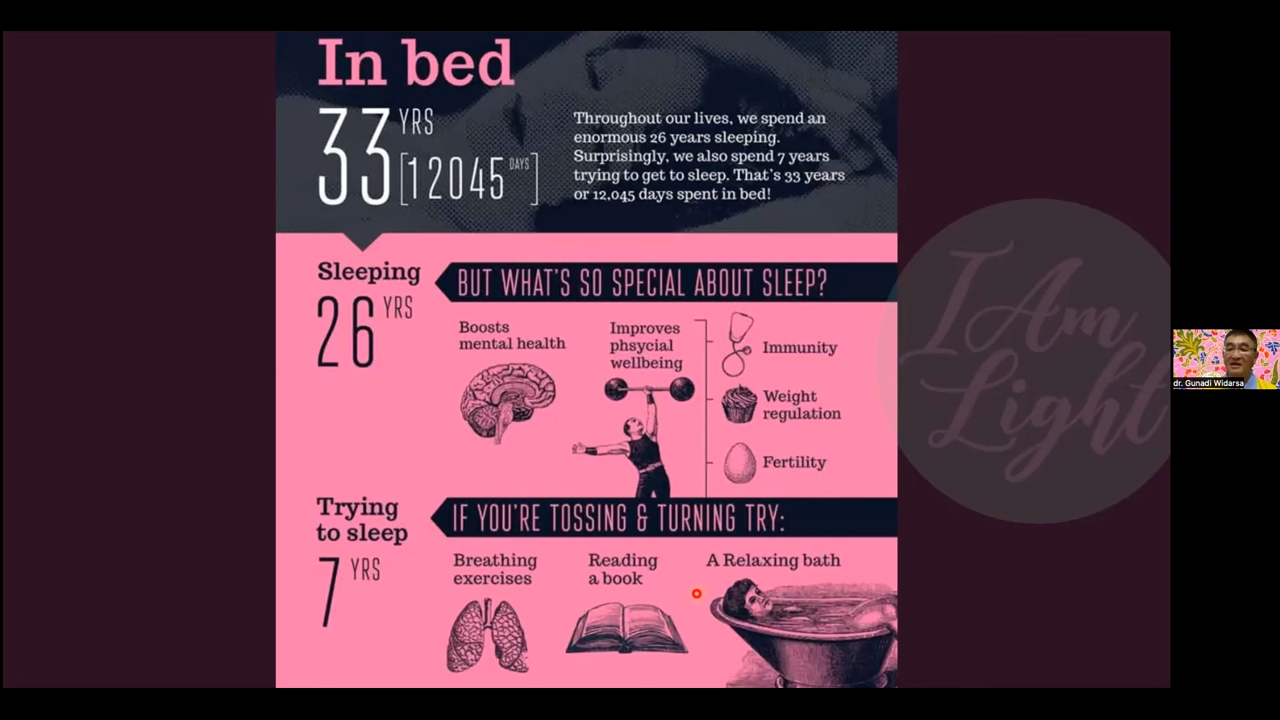 In bed
33 YRS
[12045 DAYS]
Throughout our lives, we spend an
enormous 26 years sleeping.
Surprisingly, we also spend 7 years
trying to get to sleep. That's 33 years
or 12,045 days spent in bed!
Sleeping
26 YRS
BUT WHAT'S SO SPECIAL ABOUT SLEEP?
Boosts
mental health
Improves
phsycial
wellbeing
Immunity
Weight
regulation
Fertility
Trying
to sleep
7 YRS
IF YOU'RE TOSSING & TURNING TRY:
Breathing
exercises
Reading
a book
A Relaxing bath
I Am
Light
dr. Gunadi Widarsa